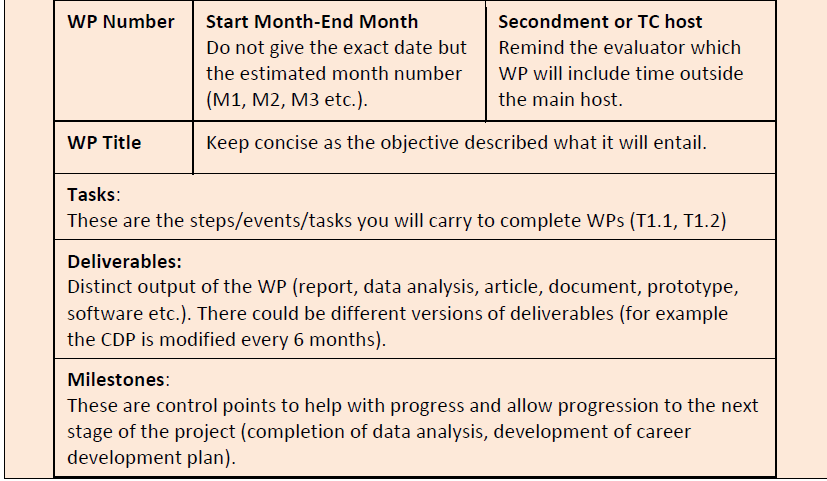 WP Number
Start Month-End Month
Do not give the exact date but
the estimated month number
(M1, M2, M3 etc.).
Secondment or TC host
Remind the evaluator which
WP will include time outside
the main host.
WP Title
Keep concise as the objective described what it will entail.
Tasks:
These are the steps/events/tasks you will carry to complete WPs (T1.1, T1.2)
Deliverables:
Distinct output of the WP (report, data analysis, article, document, prototype,
software etc.). There could be different versions of deliverables (for example
the CDP is modified every 6 months).
Milestones:
These are control points to help with progress and allow progression to the next
stage of the project (completion of data analysis, development of career
development plan).